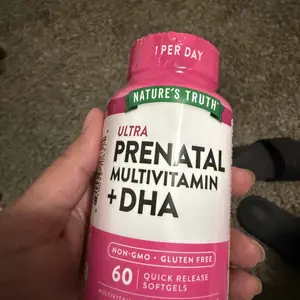 1 PER DAY
NATURE'S TRUTH
ULTRA
PRENATAL
MULTIVITAMIN
+DHA
NON-GMO • GLUTEN FREE
60 QUICK RELEASE
SOFTGELS